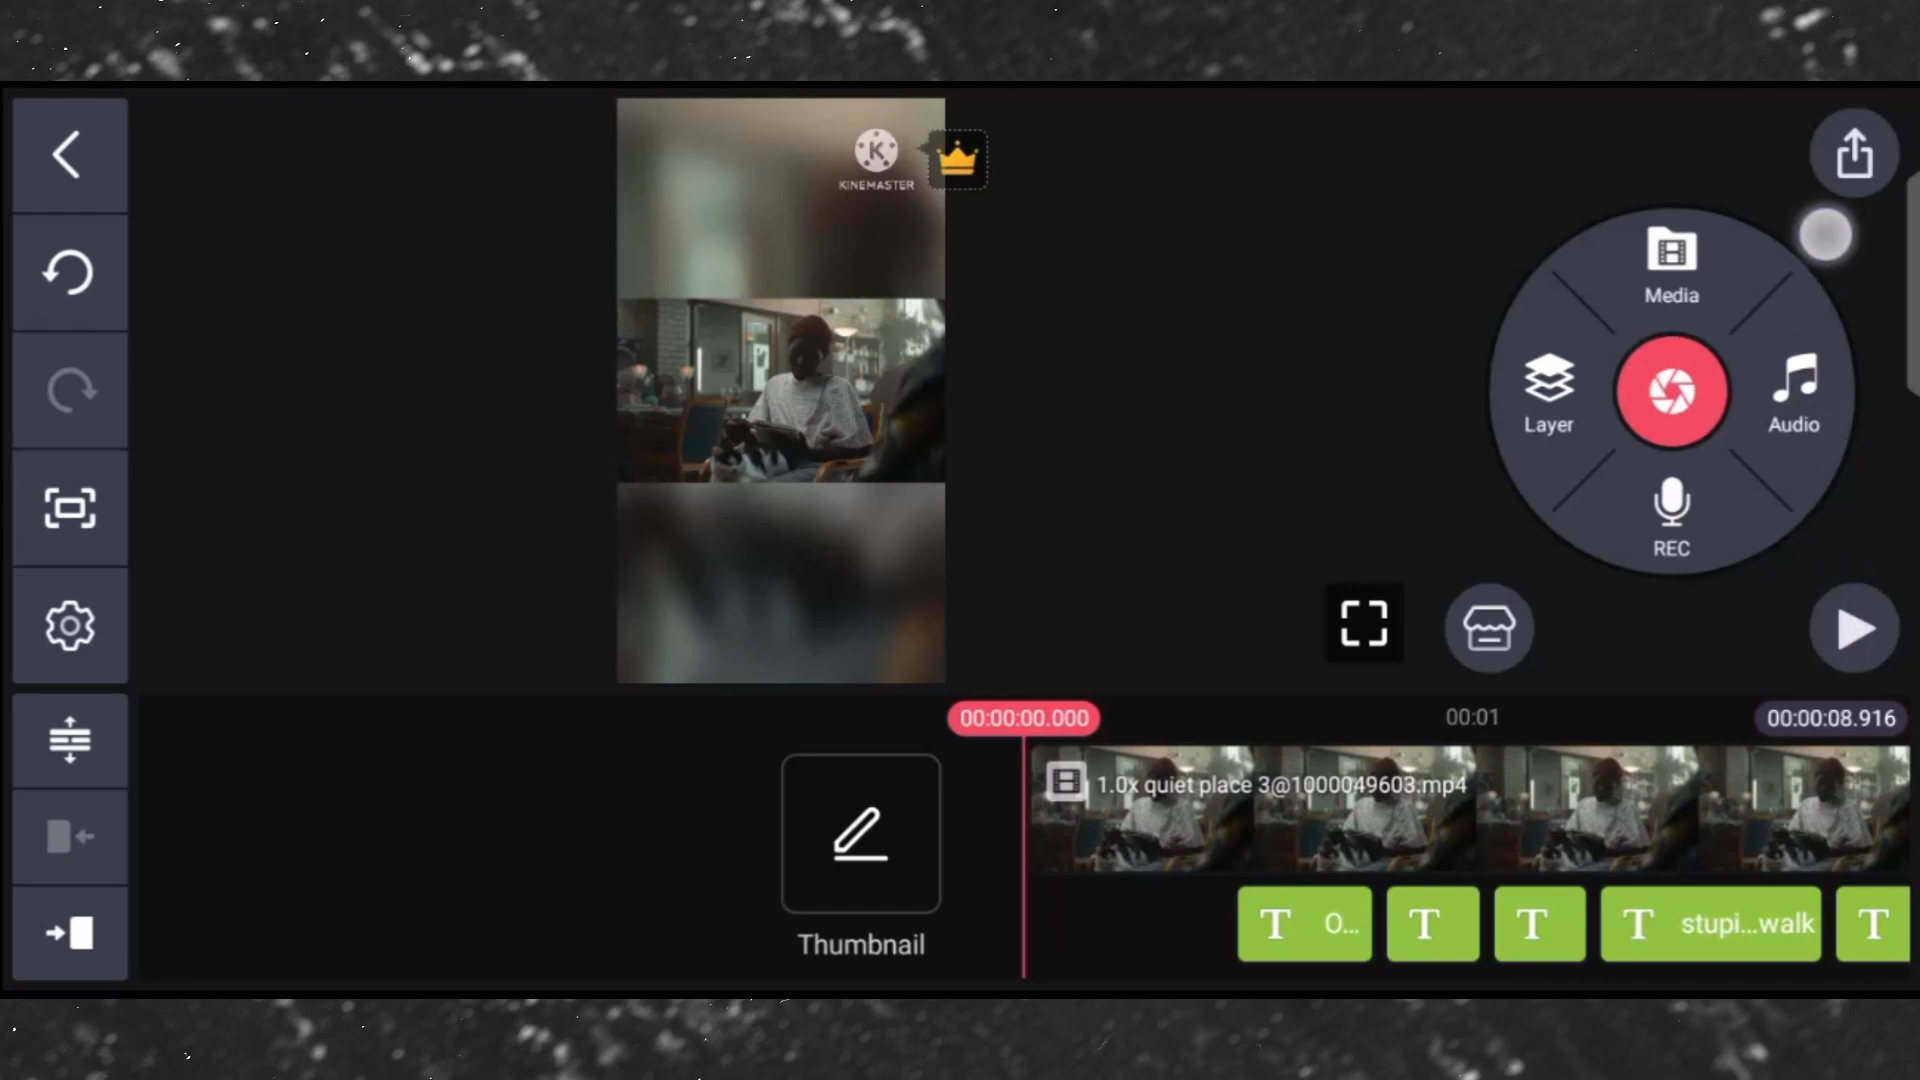 K
KINEMASTER
Media
Layer
Audio
REC
00:00:00.000
00:01
00:00:08.916
1.0x quiet place 3@1000049603.mp4
Thumbnail
T O...
T
T
T stupi...walk
T